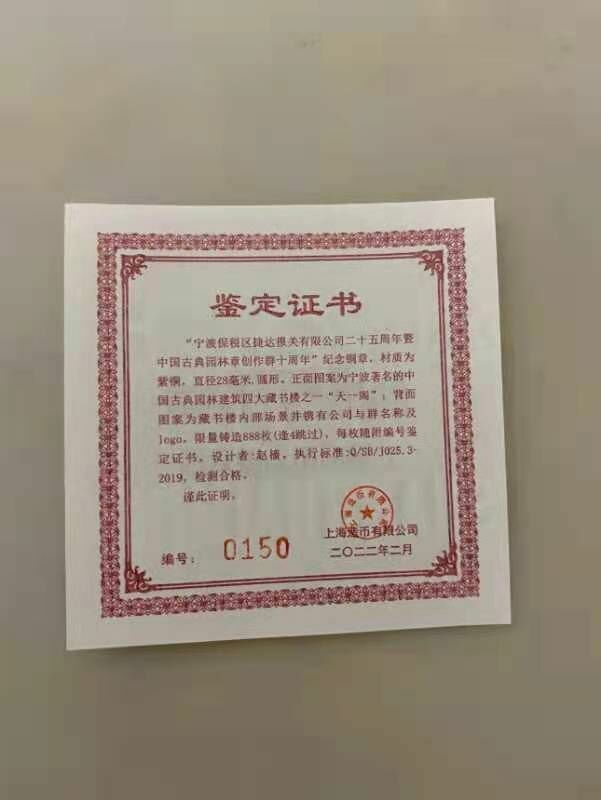 鉴定证书
“宁波保税区捷达报关有限公司二十五周年暨
中国古典园林章创作群十周年”纪念铜章，材质为
紫铜，直径28毫米，圆形。正面图案为宁波著名的中
国古典园林建筑四大藏书楼之一“天一阁”；背面
图案为藏书楼内部场景并镌有公司与群名称及
logo。限量铸造888枚(逢4跳过)，每枚随附编号鉴
定证书。设计者:赵樯。执行标准:Q/SB/J025.3-
2019，检测合格。
谨此证明。
上海造币有限公司
编号： 0150 二〇二二年二月